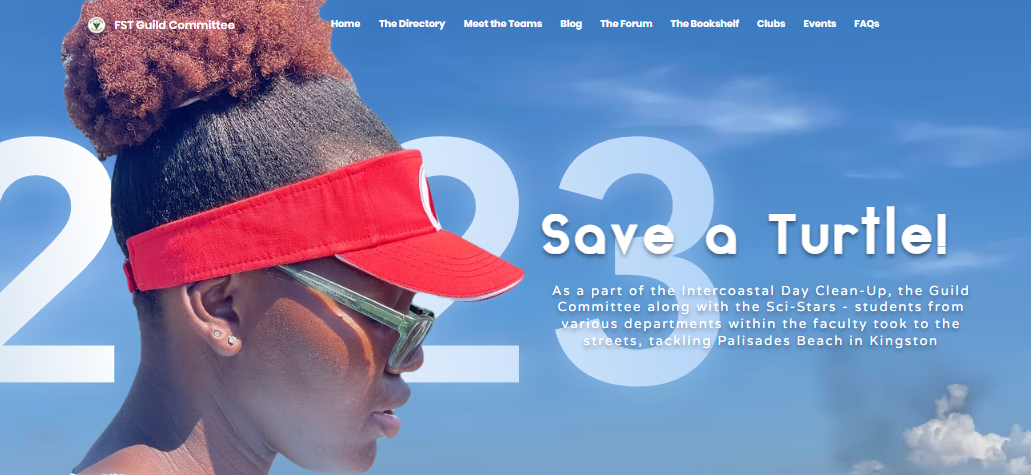 FST Guild Committee
Home The Directory Meet the Teams Blog The Forum The Bookshelf Clubs Events FAQs
2 23
Save a Turtle!
As a part of the Intercoastal Day Clean-Up, the Guild
Committee along with the Sci-Stars - students from
various departments within the faculty took to the
streets, tackling Palisades Beach in Kingston